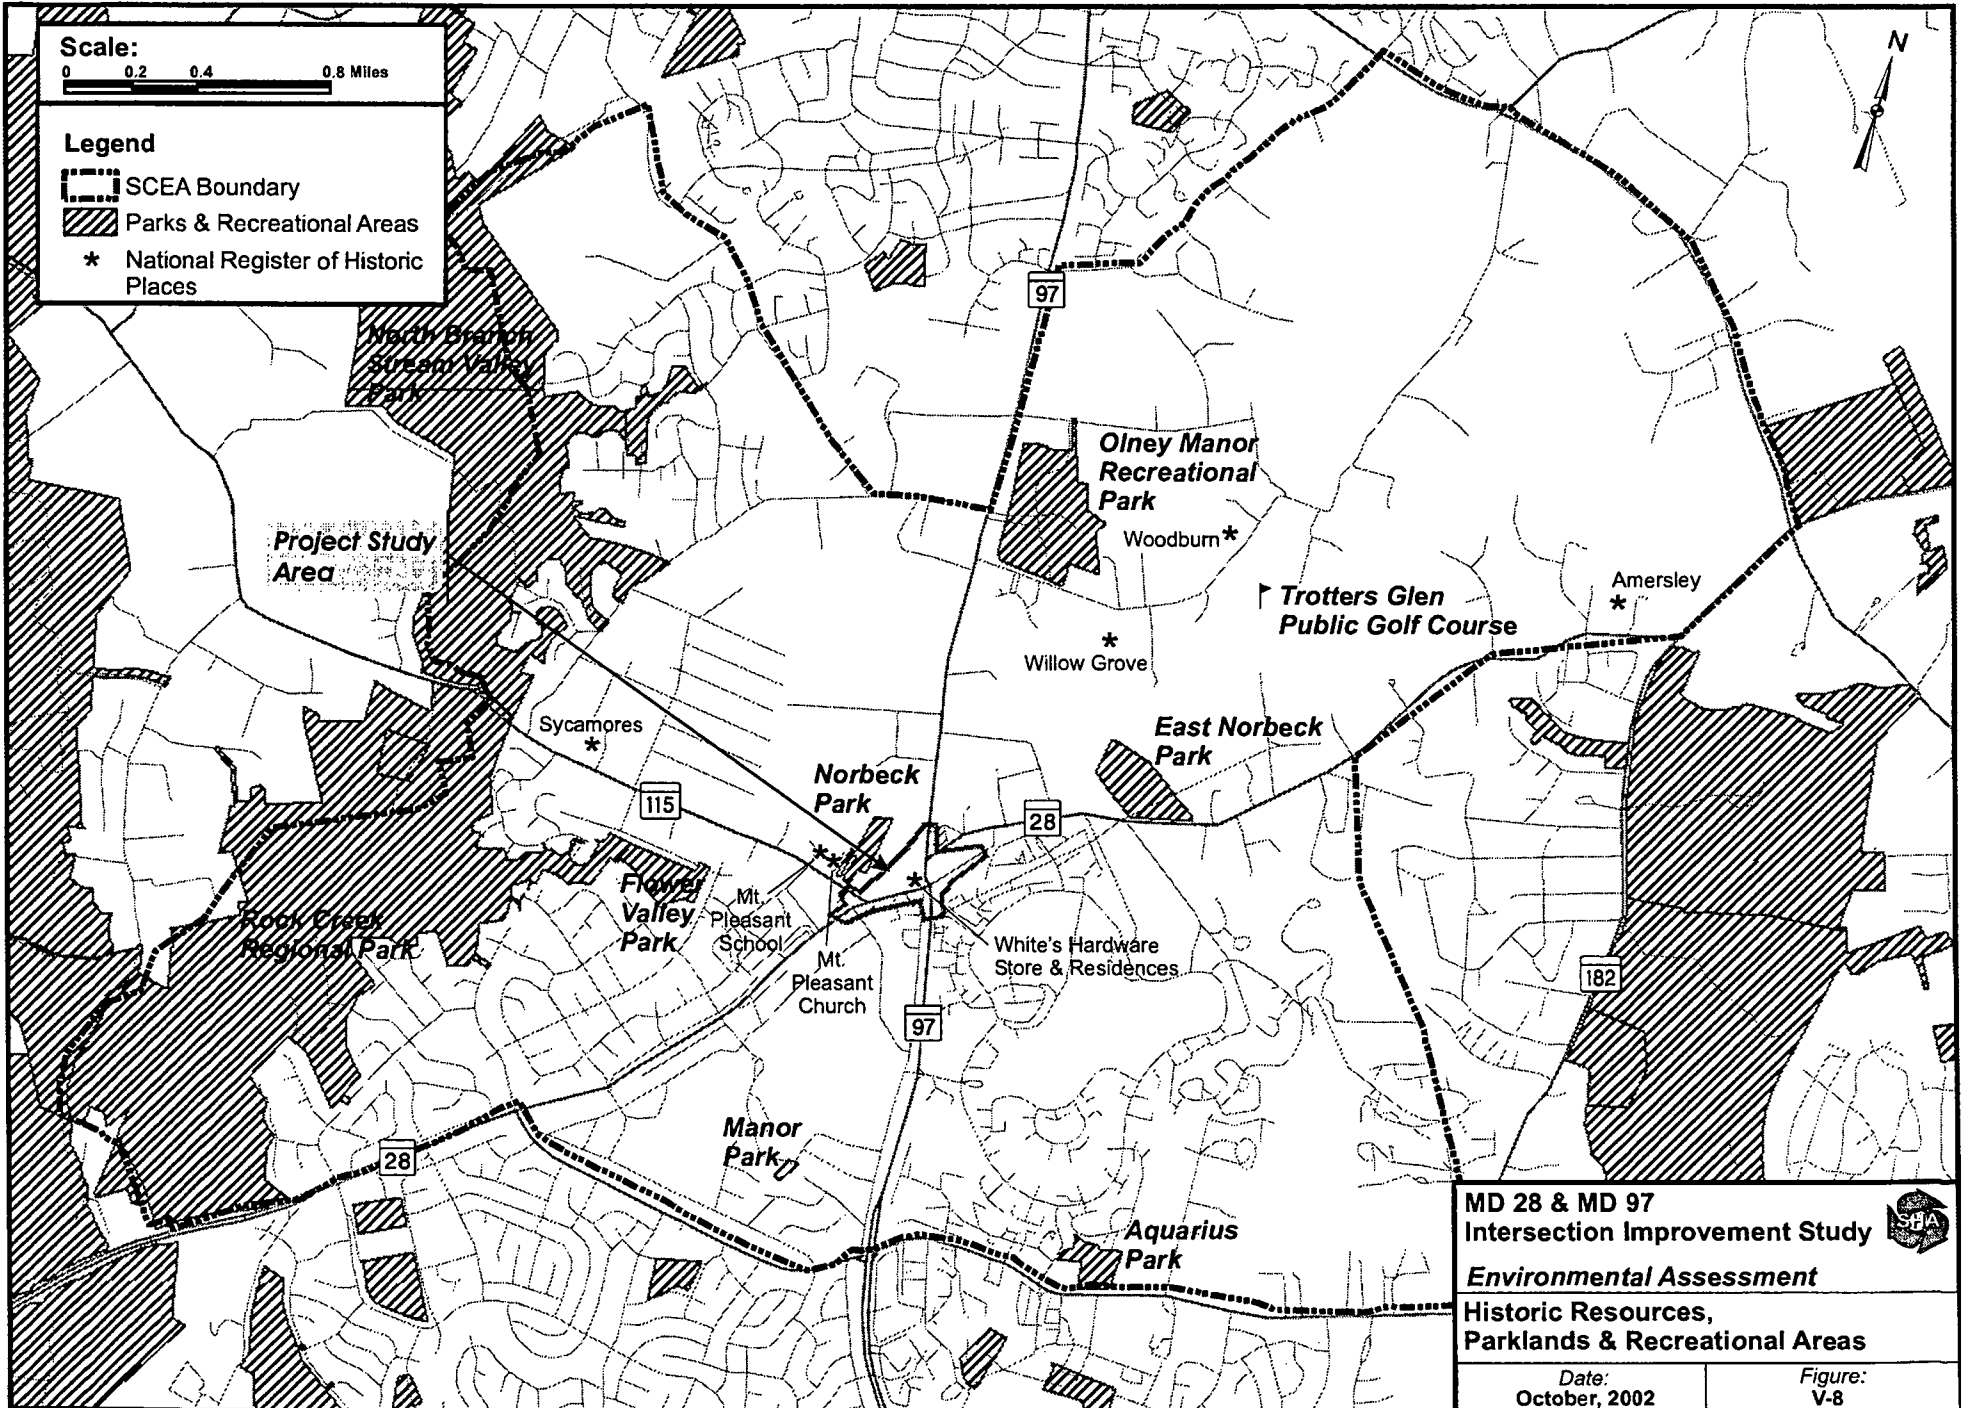 Scale:
0 0.2 0.4 0.8 Miles
Legend
SCEA Boundary
Parks & Recreational Areas
* National Register of Historic
Places
N
97
North Branch
Stream Valley
Park
Olney Manor
Recreational
Park
Woodburn *
Project Study
Area
Trotters Glen
Public Golf Course
Amersley
*
*
Willow Grove
Sycamores
*
East Norbeck
Park
Norbeck
Park
115
28
* *
*
Flower
Valley
Park
Mt.
Pleasant
School
Mt.
Pleasant
Church
White's Hardware
Store & Residences
Rock Creek
Regional Park
182
97
Manor
Park
28
Aquarius
Park
MD 28 & MD 97
Intersection Improvement Study
SHA
Environmental Assessment
Historic Resources,
Parklands & Recreational Areas
Date:
October, 2002
Figure:
V-8